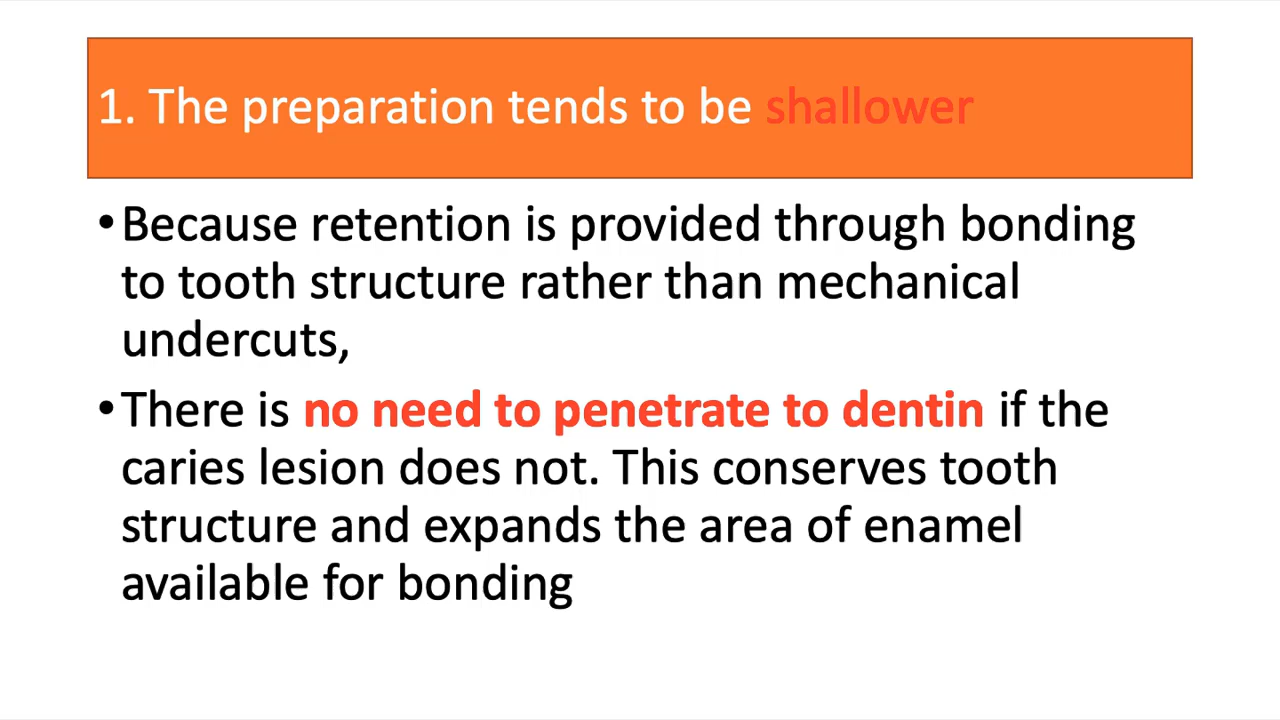 1. The preparation tends to be shallower
•Because retention is provided through bonding
to tooth structure rather than mechanical
undercuts,
•There is no need to penetrate to dentin if the
caries lesion does not. This conserves tooth
structure and expands the area of enamel
available for bonding